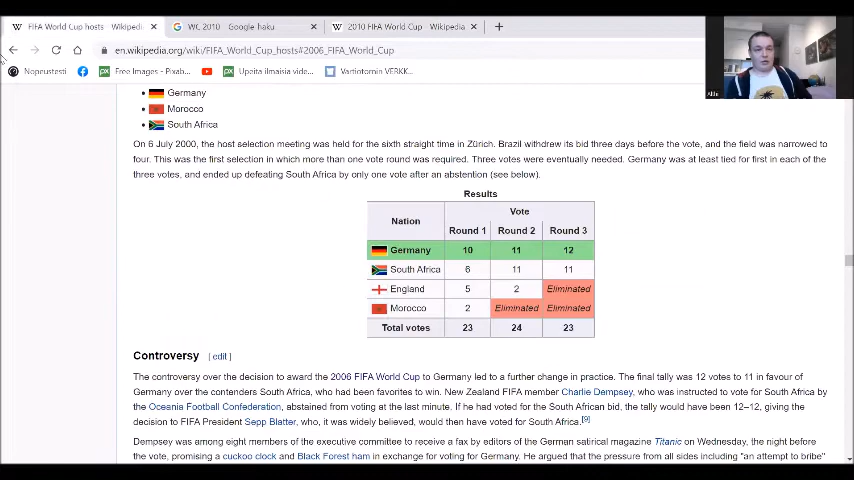 FIFA World Cup hosts - Wikipedi
WC 2010 - Google-haku
2010 FIFA World Cup - Wikipedia
en.wikipedia.org/wiki/FIFA_World_Cup_hosts#2006_FIFA_World_Cup
Nopeustesti
Free Images - Pixab...
Upeita ilmaisia vide...
Vartiotornin VERKK...
Altti
Germany
Morocco
South Africa
On 6 July 2000, the host selection meeting was held for the sixth straight time in Zürich. Brazil withdrew its bid three days before the vote, and the field was narrowed to
four. This was the first selection in which more than one vote round was required. Three votes were eventually needed. Germany was at least tied for first in each of the
three votes, and ended up defeating South Africa by only one vote after an abstention (see below).
Results
Nation Vote
Round 1 Round 2 Round 3
Germany 10 11 12
South Africa 6 11 11
England 5 2 Eliminated
Morocco 2 Eliminated Eliminated
Total votes 23 24 23
Controversy [ edit ]
The controversy over the decision to award the 2006 FIFA World Cup to Germany led to a further change in practice. The final tally was 12 votes to 11 in favour of
Germany over the contenders South Africa, who had been favorites to win. New Zealand FIFA member Charlie Dempsey, who was instructed to vote for South Africa by
the Oceania Football Confederation, abstained from voting at the last minute. If he had voted for the South African bid, the tally would have been 12–12, giving the
decision to FIFA President Sepp Blatter, who, it was widely believed, would then have voted for South Africa.[9]
Dempsey was among eight members of the executive committee to receive a fax by editors of the German satirical magazine Titanic on Wednesday, the night before
the vote, promising a cuckoo clock and Black Forest ham in exchange for voting for Germany. He argued that the pressure from all sides including "an attempt to bribe"